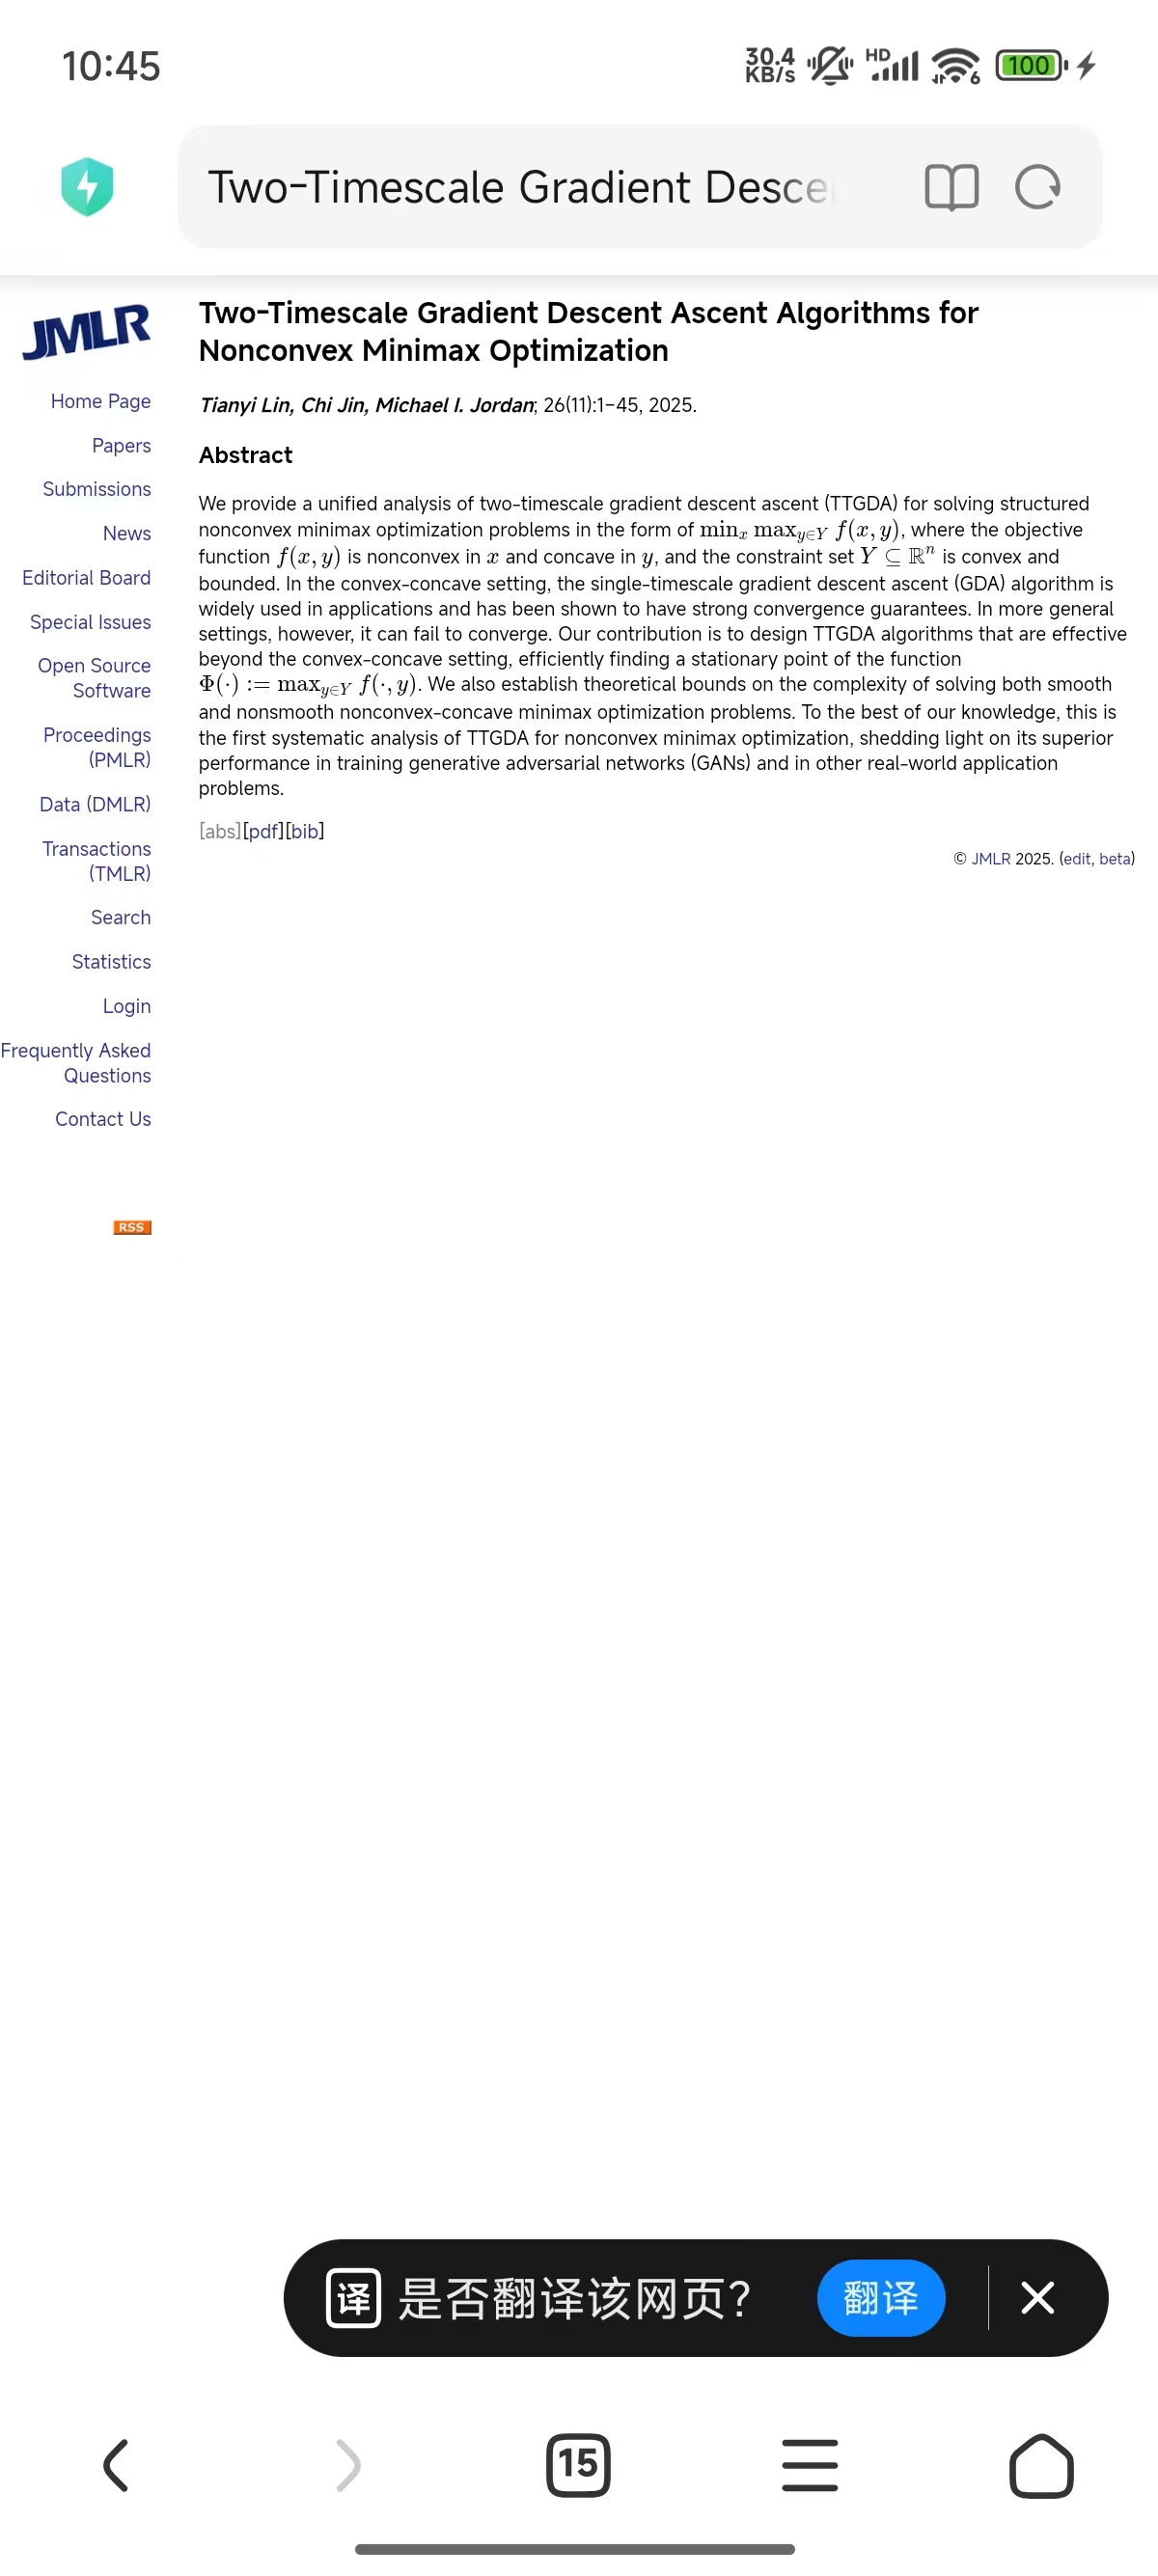 10:45
30.4
KB/s
HD
6
100
Two-Timescale Gradient Desce
JMLR
Home Page
Papers
Submissions
News
Editorial Board
Special Issues
Open Source
Software
Proceedings
(PMLR)
Data (DMLR)
Transactions
(TMLR)
Search
Statistics
Login
Frequently Asked
Questions
Contact Us
RSS
Two-Timescale Gradient Descent Ascent Algorithms for
Nonconvex Minimax Optimization
Tianyi Lin, Chi Jin, Michael I. Jordan; 26(11):1−45, 2025.
Abstract
We provide a unified analysis of two-timescale gradient descent ascent (TTGDA) for solving structured
nonconvex minimax optimization problems in the form of minₓ max_{y∈Y} f(x, y), where the objective
function f(x, y) is nonconvex in x and concave in y, and the constraint set Y ⊆ ℝⁿ is convex and
bounded. In the convex-concave setting, the single-timescale gradient descent ascent (GDA) algorithm is
widely used in applications and has been shown to have strong convergence guarantees. In more general
settings, however, it can fail to converge. Our contribution is to design TTGDA algorithms that are effective
beyond the convex-concave setting, efficiently finding a stationary point of the function
Φ(·) := max_{y∈Y} f(·, y). We also establish theoretical bounds on the complexity of solving both smooth
and nonsmooth nonconvex-concave minimax optimization problems. To the best of our knowledge, this is
the first systematic analysis of TTGDA for nonconvex minimax optimization, shedding light on its superior
performance in training generative adversarial networks (GANs) and in other real-world application
problems.
[abs][pdf][bib]
© JMLR 2025. (edit, beta)
译 是否翻译该网页? 翻译
15